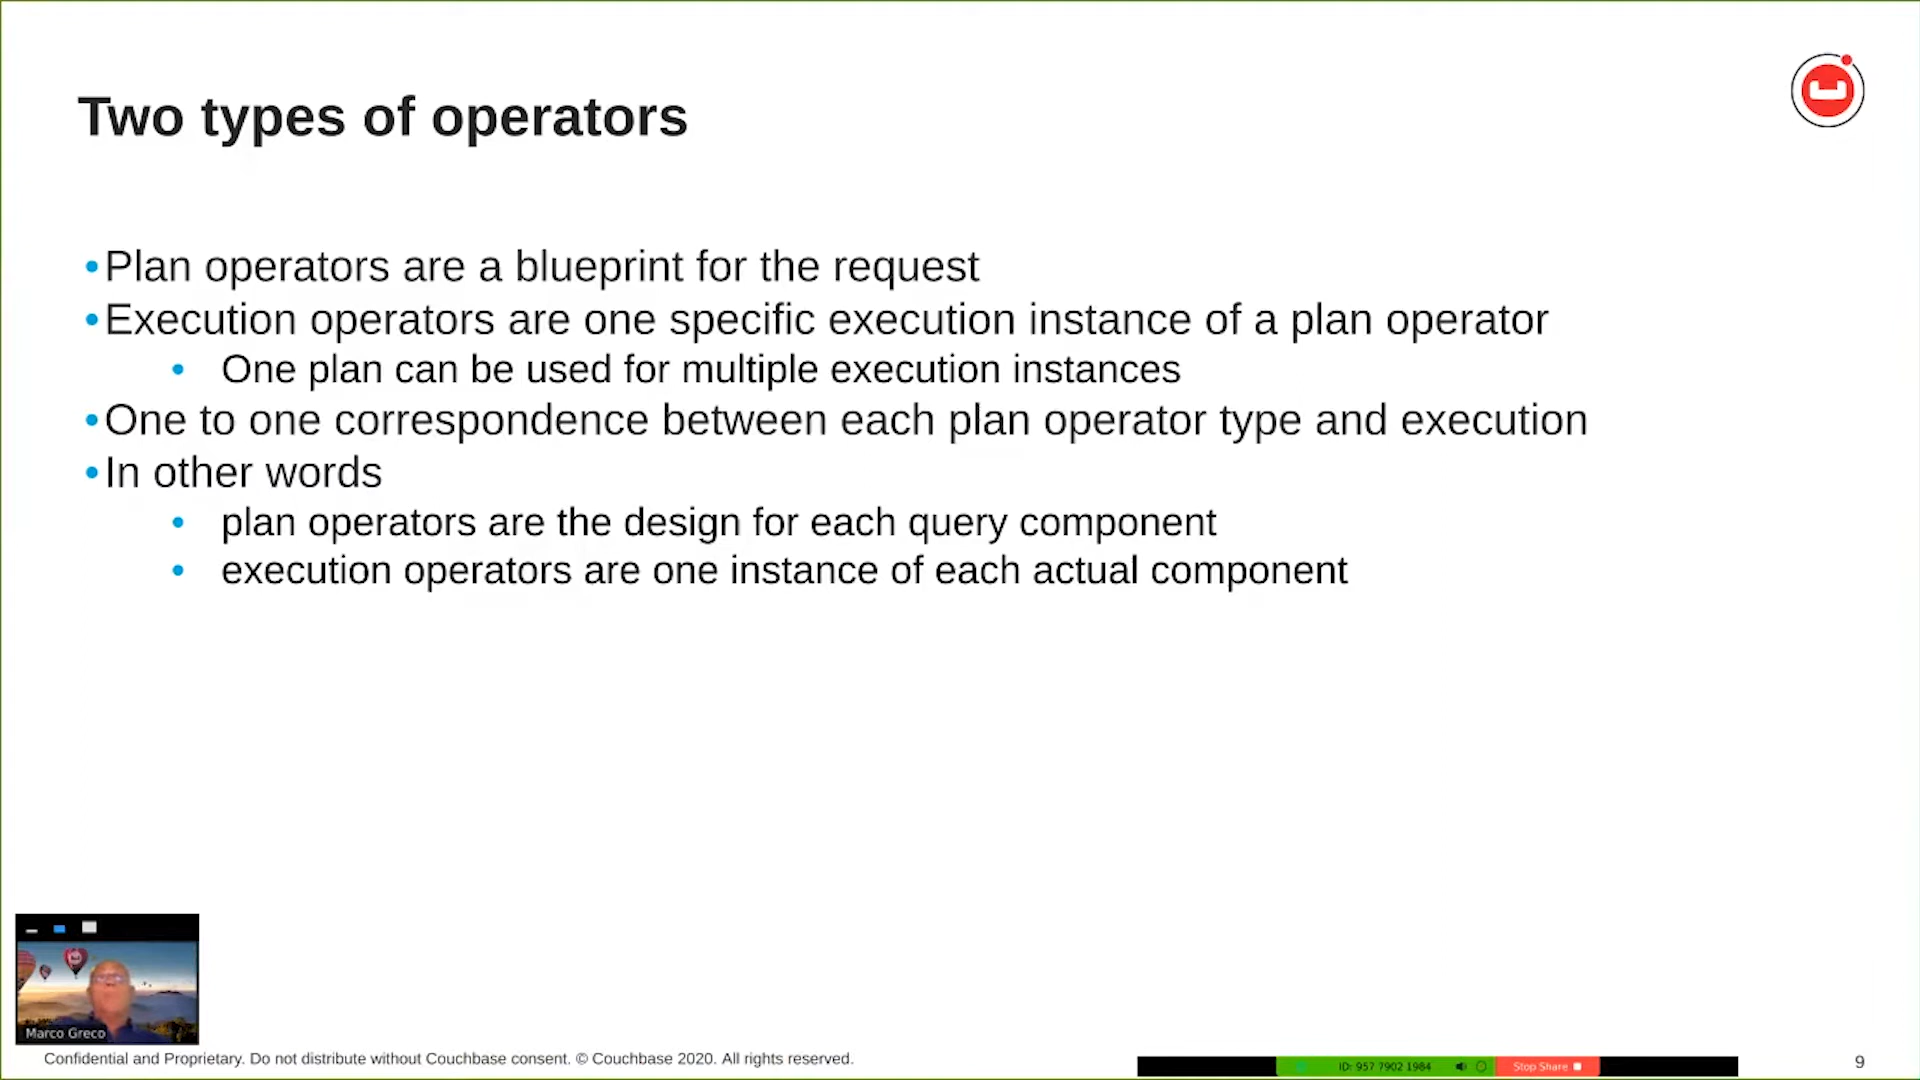 Two types of operators
•Plan operators are a blueprint for the request
•Execution operators are one specific execution instance of a plan operator
• One plan can be used for multiple execution instances
•One to one correspondence between each plan operator type and execution
•In other words
• plan operators are the design for each query component
• execution operators are one instance of each actual component
Marco Greco
Confidential and Proprietary. Do not distribute without Couchbase consent. © Couchbase 2020. All rights reserved.
ID: 957 7902 1984
Stop Share
9